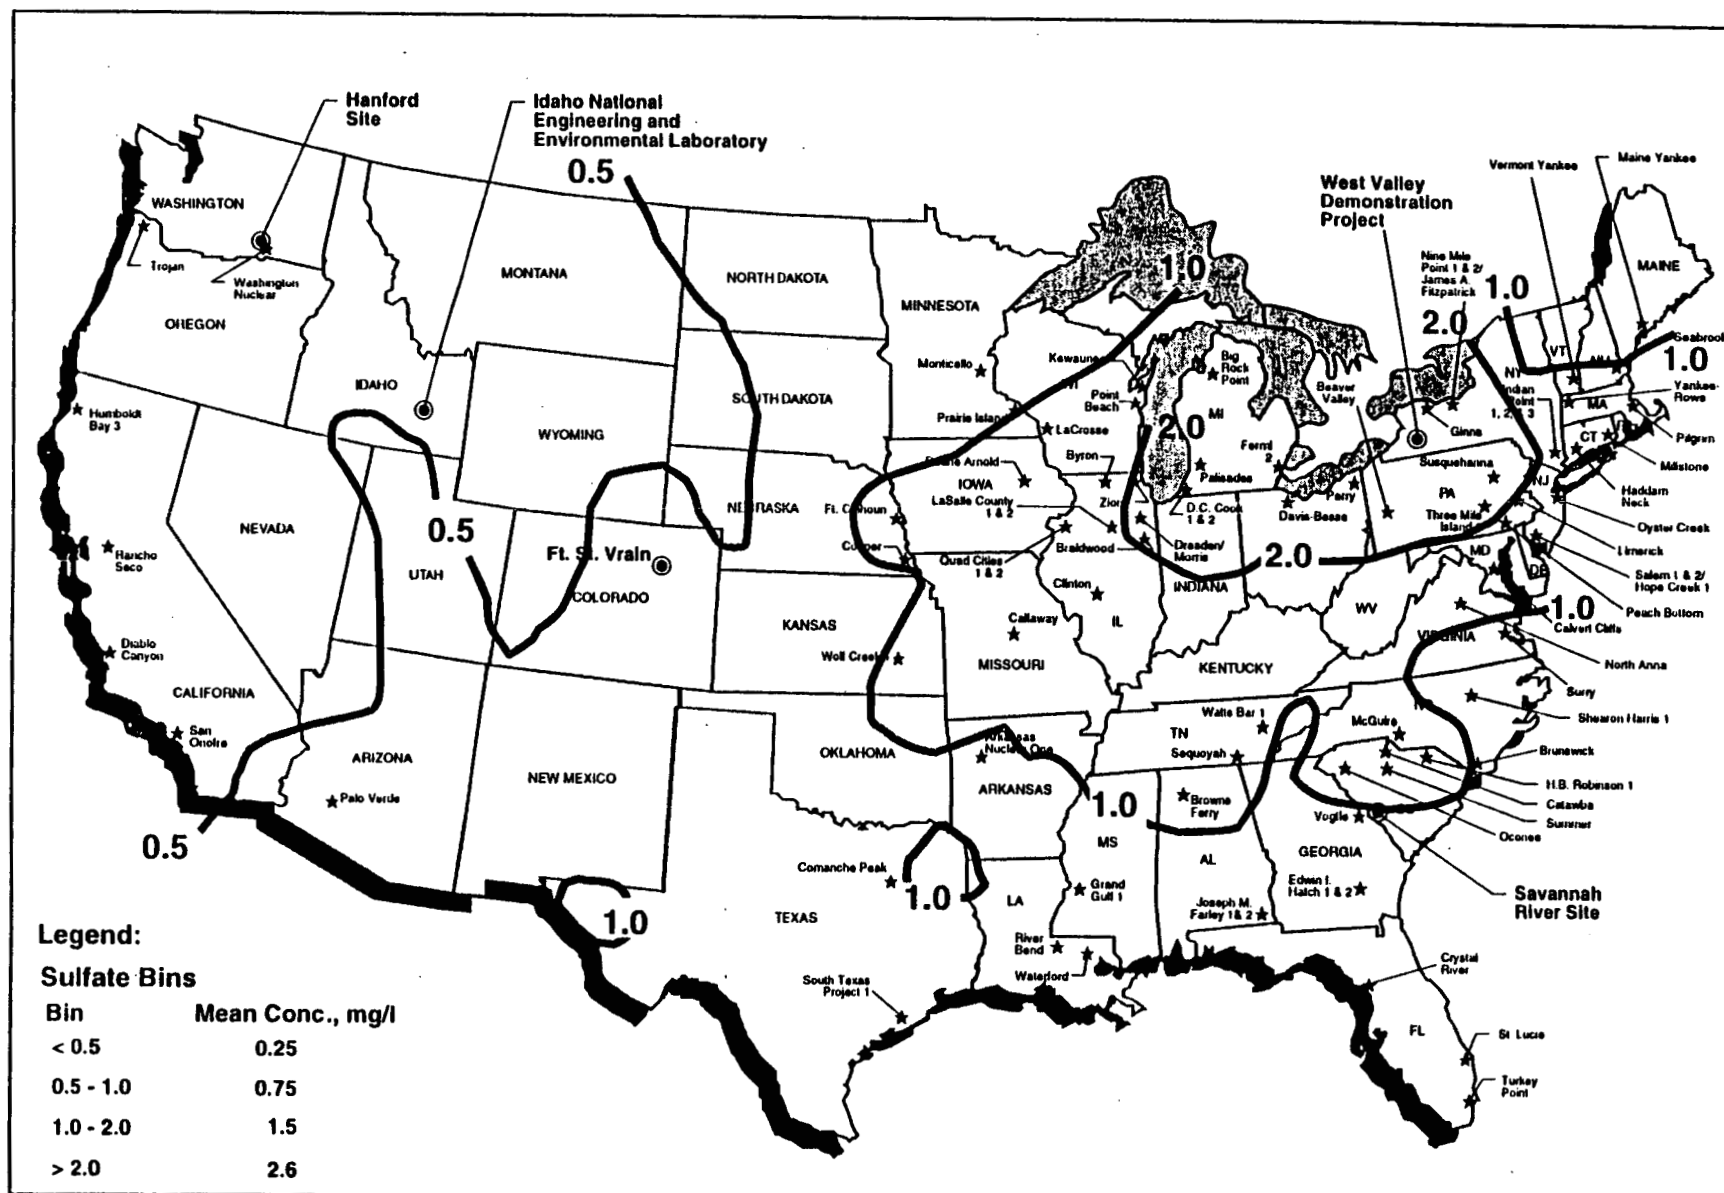 Hanford
Site
Idaho National
Engineering and
Environmental Laboratory
0.5
Vermont Yankee
Maine Yankee
West Valley
Demonstration
Project
WASHINGTON
Trojan
Washington
Nuclear
OREGON
MONTANA
NORTH DAKOTA
MINNESOTA
1.0
Nine Mile
Point 1 & 2/
James A.
Fitzpatrick
1.0
2.0
MAINE
Seabrook
1.0
VT
NY
IDAHO
WYOMING
SOUTH DAKOTA
Monticello
Kewaunee
Point
Beach
Big
Rock
Point
MI
Beaver
Valley
Indian
Point
1, 2, & 3
Yankee-
Rowe
MA
CT
Pilgrim
Millstone
Haddam
Neck
Oyster Creek
Limerick
Salem 1 & 2/
Hope Creek 1
Peach Bottom
Humboldt
Bay 3
Prairie Island
LaCrosse
2.0
Fermi
2
Ginna
Susquehanna
PA
NJ
Three Mile
Island
Byron
IOWA
LaSalle County
1 & 2
Zion
Palisades
D.C. Cook
1 & 2
Davis-Besse
Perry
NEVADA
0.5
Ft. St. Vrain
NEBRASKA
Ft. Calhoun
Cooper
Quad Cities
1 & 2
Braidwood
Dresden/
Morris
2.0
MD
DE
Rancho
Seco
UTAH
COLORADO
KANSAS
Clinton
IL
INDIANA
WV
VIRGINIA
1.0
Calvert Cliffs
North Anna
Surry
Diablo
Canyon
CALIFORNIA
Wolf Creek
Callaway
MISSOURI
KENTUCKY
Shearon Harris 1
San
Onofre
ARIZONA
Palo Verde
NEW MEXICO
OKLAHOMA
Arkansas
Nuclear One
ARKANSAS
TN
Watts Bar 1
Sequoyah
McGuire
Brunswick
H.B. Robinson 1
Catawba
Summer
Oconee
0.5
1.0
Browns
Ferry
Vogtle
MS
AL
GEORGIA
Comanche Peak
1.0
TEXAS
LA
Grand
Gulf 1
Edwin I.
Hatch 1 & 2
Joseph M.
Farley 1 & 2
Savannah
River Site
1.0
River
Bend
Waterford
Crystal
River
South Texas
Project 1
FL
St. Lucie
Turkey
Point
Legend:
Sulfate Bins
Bin Mean Conc., mg/l
< 0.5 0.25
0.5 - 1.0 0.75
1.0 - 2.0 1.5
> 2.0 2.6